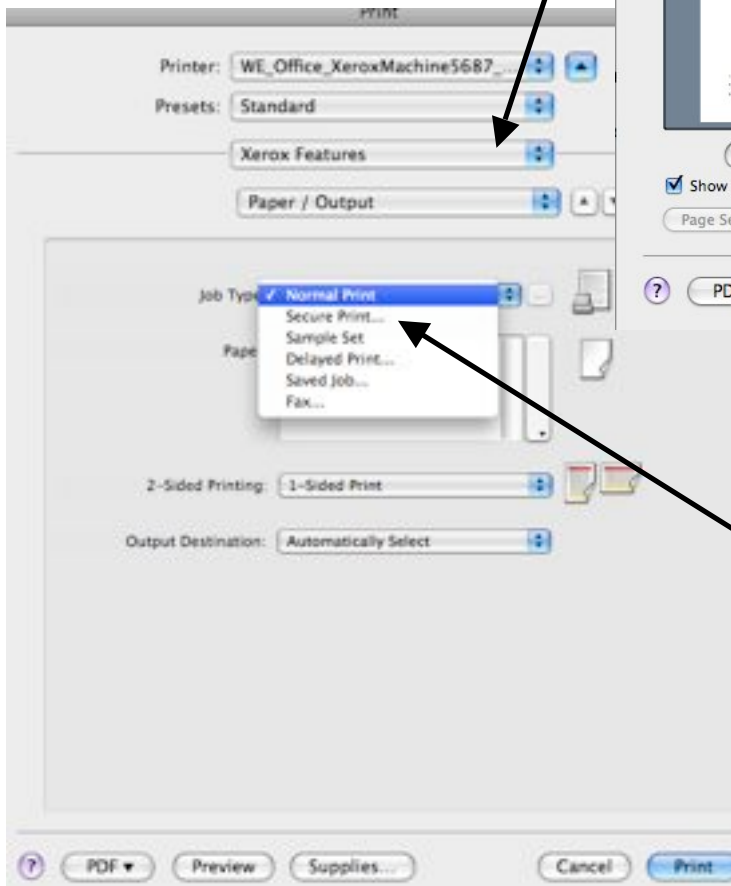 Print
Printer: WE_Office_XeroxMachine5687_...
Presets: Standard
Xerox Features
Paper / Output
Show
Page Se
? PD
Job Type ✓ Normal Print
Secure Print...
Sample Set
Delayed Print...
Saved Job...
Fax...
Pape
2-Sided Printing: 1-Sided Print
Output Destination: Automatically Select
? PDF ▾ Preview Supplies... Cancel Print